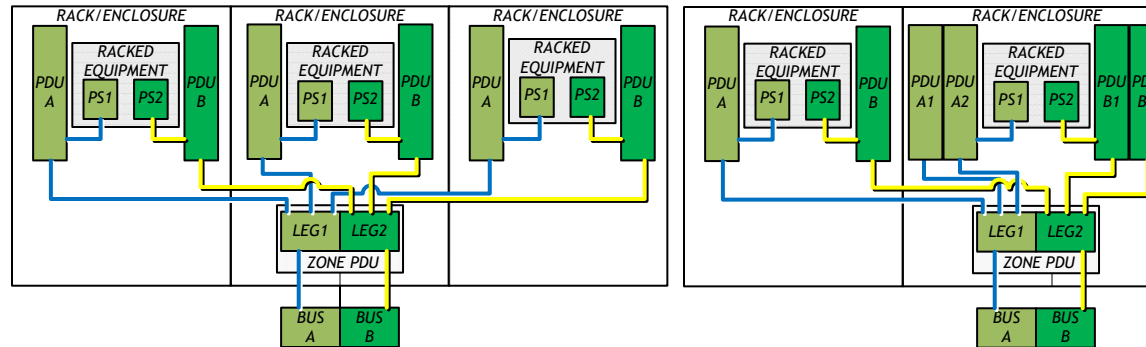 RACK/ENCLOSURE
RACK/ENCLOSURE
RACK/ENCLOSURE
PDU
A
RACKED
EQUIPMENT
PS1
PS2
PDU
B
PDU
A
RACKED
EQUIPMENT
PS1
PS2
PDU
B
PDU
A
RACKED
EQUIPMENT
PS1
PS2
PDU
B
LEG1
LEG2
ZONE PDU
BUS
A
BUS
B
RACK/ENCLOSURE
RACK/ENCLOSURE
PDU
A
RACKED
EQUIPMENT
PS1
PS2
PDU
B
PDU
A1
PDU
A2
RACKED
EQUIPMENT
PS1
PS2
PDU
B1
LEG1
LEG2
ZONE PDU
BUS
A
BUS
B